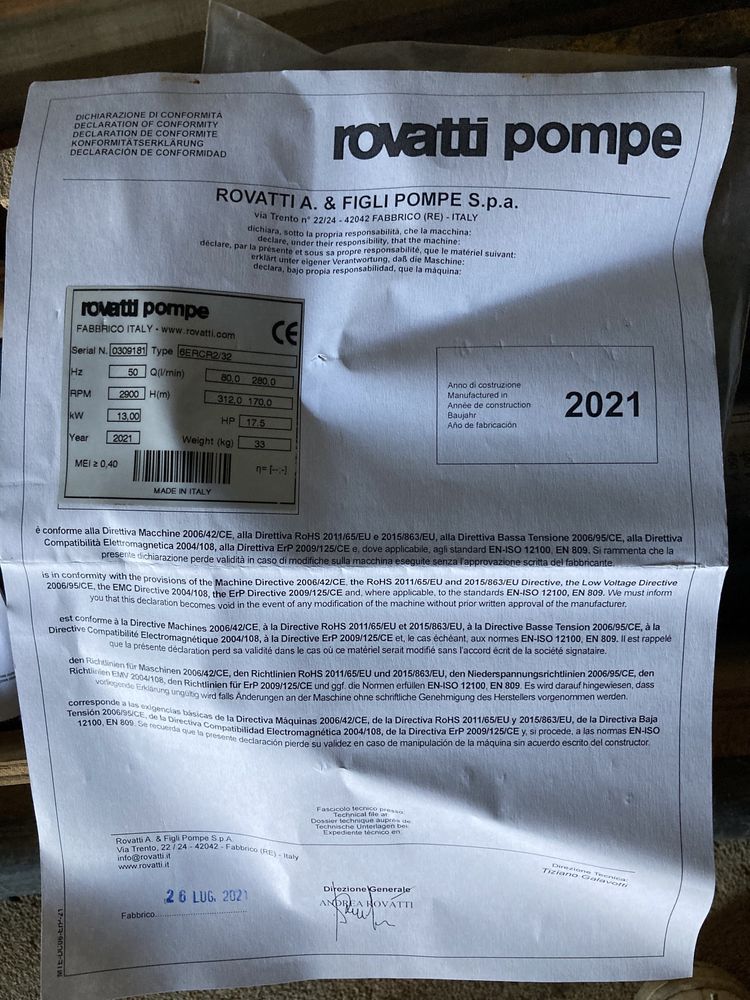 DICHIARAZIONE DI CONFORMITÀ
DECLARATION OF CONFORMITY
DECLARATION DE CONFORMITE
KONFORMITÄTSERKLÄRUNG
DECLARACIÓN DE CONFORMIDAD
rovatti pompe
ROVATTI A. & FIGLI POMPE S.p.a.
via Trento n° 22/24 - 42042 FABBRICO (RE) - ITALY
dichiara, sotto la propria responsabilità, che la macchina:
declare, under their responsibility, that the machine:
déclare, par la présente et sous sa propre responsabilité, que le matériel suivant:
erklärt unter eigener Verantwortung, daß die Maschine:
declara, bajo propia responsabilidad, que la máquina:
rovatti pompe
FABBRICO ITALY - www.rovatti.com
CE
Serial N. 0309181 Type 6ERCR2/32
Hz 50 Q(l/min) 80.0 280.0
RPM 2900 H(m) 312.0 170.0
kW 13.00 HP 17.5
Year 2021 Weight (kg) 33
MEI ≥ 0,40 η= [--.-]
MADE IN ITALY
Anno di costruzione
Manufactured in
Année de construction
Baujahr
Año de fabricación
2021
è conforme alla Direttiva Macchine 2006/42/CE, alla Direttiva RoHS 2011/65/EU e 2015/863/EU, alla Direttiva Bassa Tensione 2006/95/CE, alla Direttiva
Compatibilità Elettromagnetica 2004/108, alla Direttiva ErP 2009/125/CE e, dove applicabile, agli standard EN-ISO 12100, EN 809. Si rammenta che la
presente dichiarazione perde validità in caso di modifiche sulla macchina eseguite senza l'approvazione scritta del fabbricante.
is in conformity with the provisions of the Machine Directive 2006/42/CE, the RoHS 2011/65/EU and 2015/863/EU Directive, the Low Voltage Directive
2006/95/CE, the EMC Directive 2004/108, the ErP Directive 2009/125/CE and, where applicable, to the standards EN-ISO 12100, EN 809. We must inform
you that this declaration becomes void in the event of any modification of the machine without prior written approval of the manufacturer.
est conforme à la Directive Machines 2006/42/CE, à la Directive RoHS 2011/65/EU et 2015/863/EU, à la Directive Basse Tension 2006/95/CE, à la
Directive Compatibilité Electromagnétique 2004/108, à la Directive ErP 2009/125/CE et, le cas échéant, aux normes EN-ISO 12100, EN 809. Il est rappelé
que la présente déclaration perd sa validité dans le cas où ce matériel serait modifié sans l'accord écrit de la société signataire.
den Richtlinien für Maschinen 2006/42/CE, den Richtlinien RoHS 2011/65/EU und 2015/863/EU, den Niederspannungsrichtlinien 2006/95/CE, den
Richtlinien EMV 2004/108, den Richtlinien für ErP 2009/125/CE und ggf. die Normen erfüllen EN-ISO 12100, EN 809. Es wird darauf hingewiesen, dass
vorliegende Erklärung ungültig wird falls Änderungen an der Maschine ohne schriftliche Genehmigung des Herstellers vorgenommen werden.
corresponde a las exigencias básicas de la Directiva Máquinas 2006/42/CE, de la Directiva RoHS 2011/65/EU y 2015/863/EU, de la Directiva Baja
Tensión 2006/95/CE, de la Directiva Compatibilidad Electromagnética 2004/108, de la Directiva ErP 2009/125/CE y, si procede, a las normas EN-ISO
12100, EN 809. Se recuerda que la presente declaración pierde su validez en caso de manipulación de la máquina sin acuerdo escrito del constructor.
Fascicolo tecnico presso:
Technical file at:
Dossier technique auprès de:
Technische Unterlagen bei:
Expediente técnico en:
Rovatti A. & Figli Pompe S.p.A.
Via Trento, 22 / 24 - 42042 - Fabbrico (RE) - Italy
info@rovatti.it
www.rovatti.it
Direzione Tecnica:
Tiziano Galavotti
Direzione Generale
ANDREA ROVATTI
26 LUG. 2021
Fabbrico